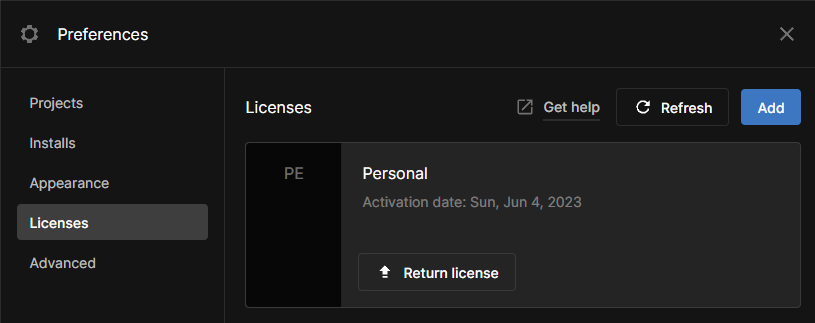 Preferences
Projects
Installs
Appearance
Licenses
Advanced
Licenses
Get help
Refresh
Add
PE
Personal
Activation date: Sun, Jun 4, 2023
Return license